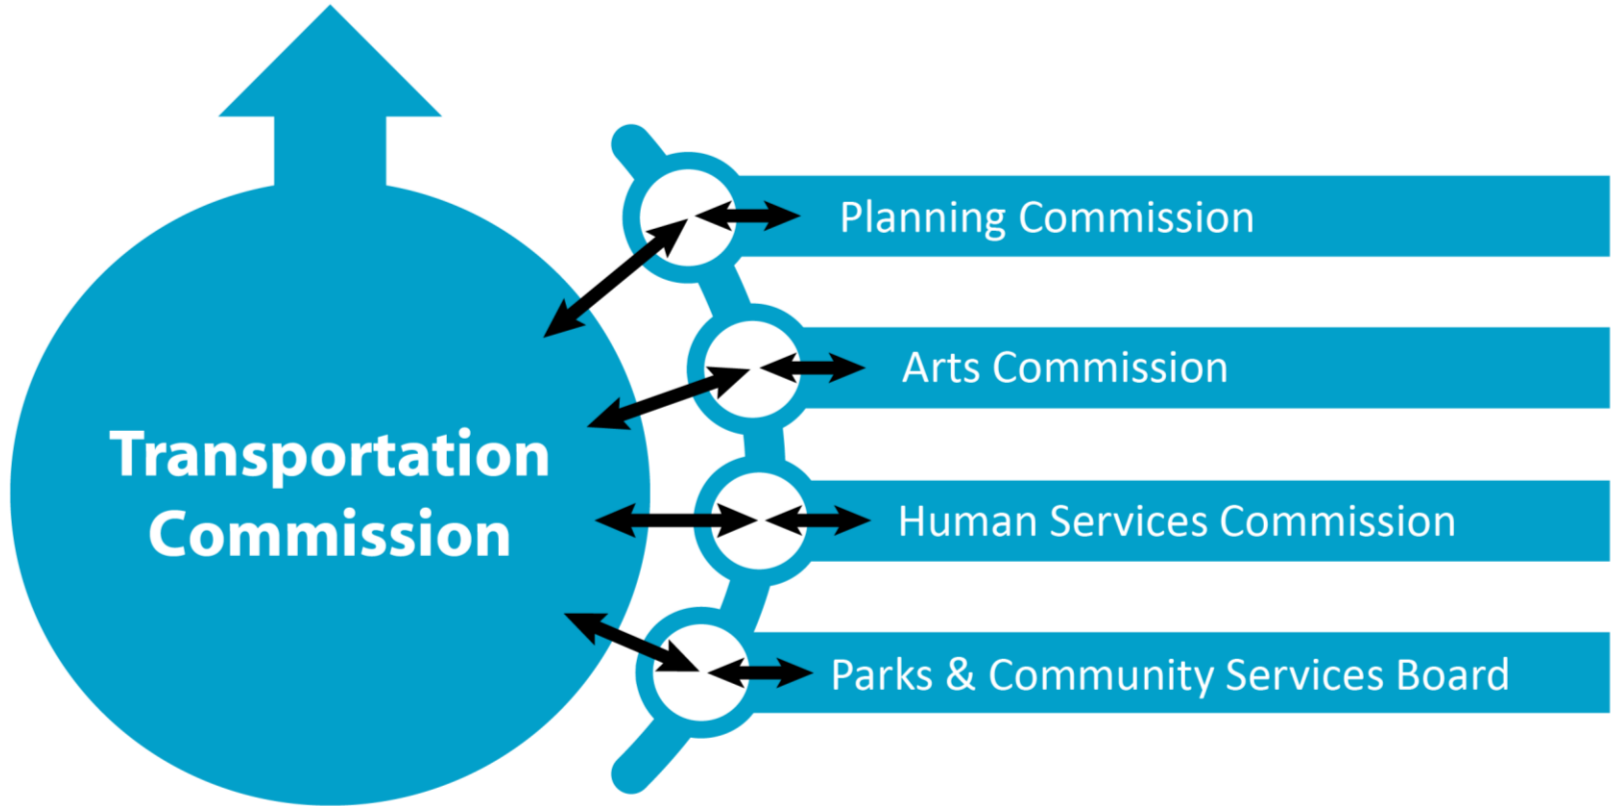 Transportation
Commission
Planning Commission
Arts Commission
Human Services Commission
Parks & Community Services Board